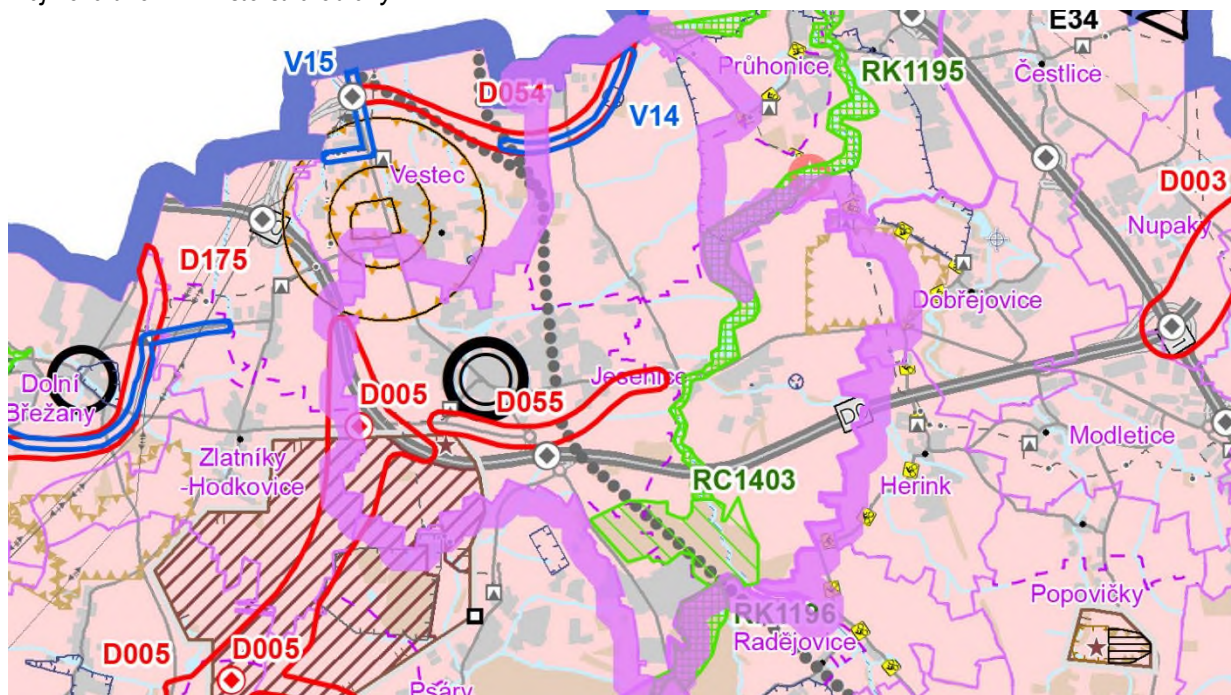 E34
V15
Průhonice
RK1195
Čestlice
D054
V14
Vestec
D003
Nupaky
D175
Dobřejovice
Dolní
Břežany
D005
D055
Jesenice
Zlatníky
-Hodkovice
Modletice
RC1403
Herink
Popovičky
RK1196
Radějovice
D005
D005
Psáry